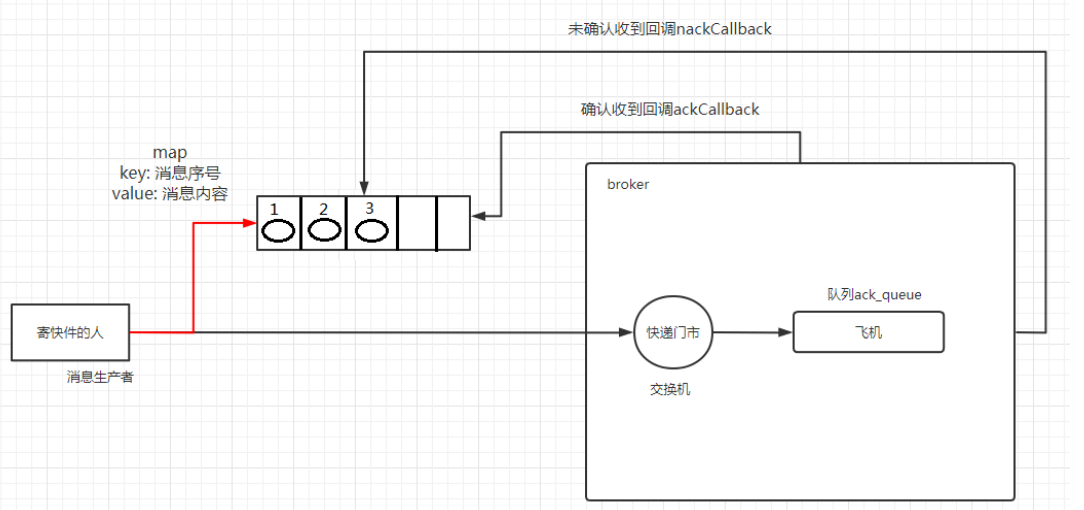 未确认收到回调nackCallback
确认收到回调ackCallback
map
key: 消息序号
value: 消息内容
broker
1
2
3
队列ack_queue
寄快件的人
快递门市
飞机
消息生产者
交换机